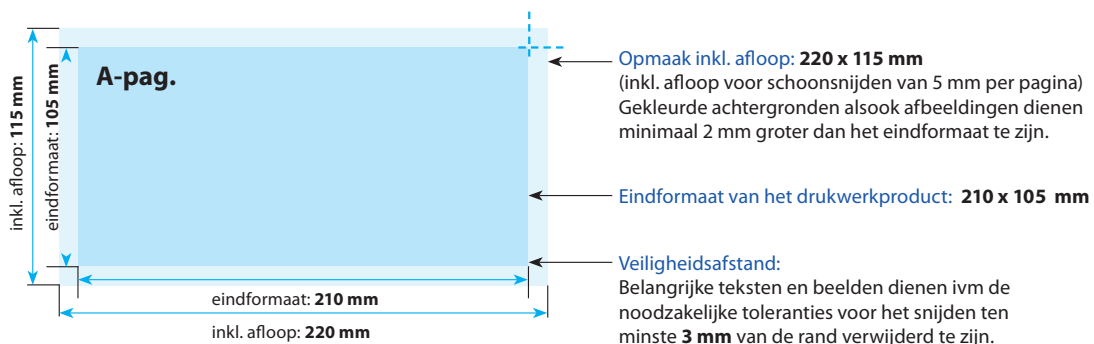 A-pag.
inkl. afloop: 115 mm
eindformaat: 105 mm
eindformaat: 210 mm
inkl. afloop: 220 mm
Opmaak inkl. afloop: 220 x 115 mm
(inkl. afloop voor schoonsnijden van 5 mm per pagina)
Gekleurde achtergronden alsook afbeeldingen dienen
minimaal 2 mm groter dan het eindformaat te zijn.
Eindformaat van het drukwerkproduct: 210 x 105 mm
Veiligheidsafstand:
Belangrijke teksten en beelden dienen ivm de
noodzakelijke toleranties voor het snijden ten
minste 3 mm van de rand verwijderd te zijn.